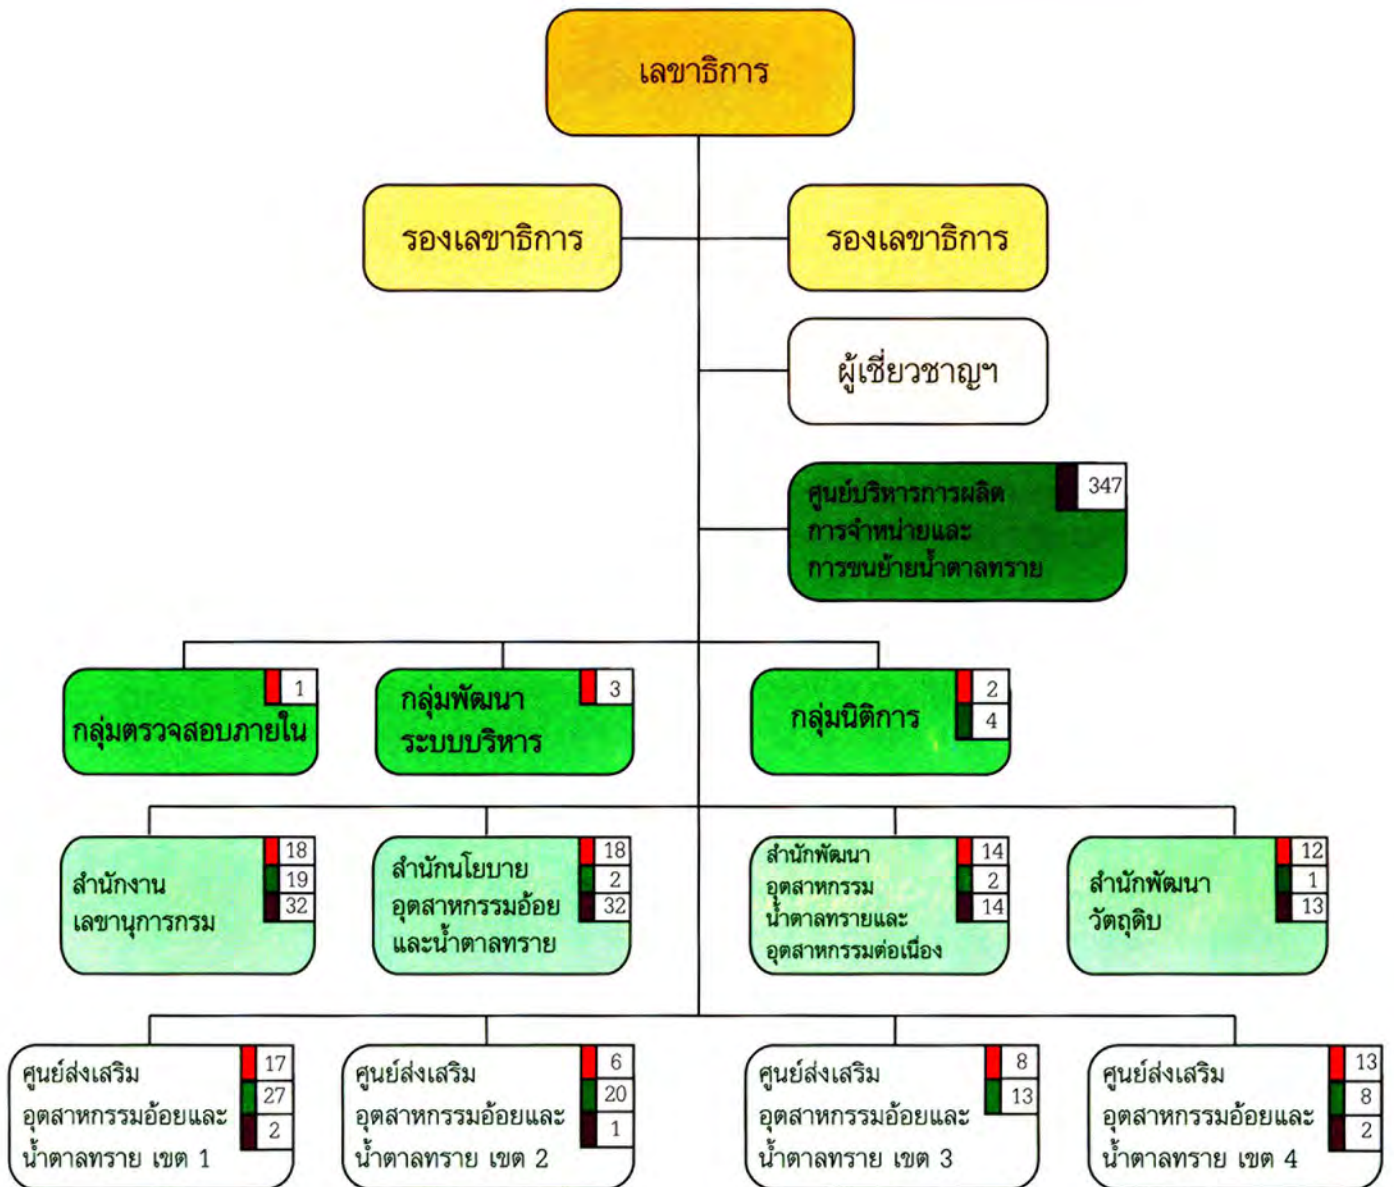 เลขาธิการ
รองเลขาธิการ
รองเลขาธิการ
ผู้เชี่ยวชาญฯ
ศูนย์บริหารการผลิต
การจำหน่ายและ
การขนย้ายน้ำตาลทราย
347
กลุ่มตรวจสอบภายใน
1
กลุ่มพัฒนา
ระบบบริหาร
3
กลุ่มนิติการ
2
4
สำนักงาน
เลขานุการกรม
18
19
32
สำนักนโยบาย
อุตสาหกรรมอ้อย
และน้ำตาลทราย
18
2
32
สำนักพัฒนา
อุตสาหกรรม
น้ำตาลทรายและ
อุตสาหกรรมต่อเนื่อง
14
2
14
สำนักพัฒนา
วัตถุดิบ
12
1
13
ศูนย์ส่งเสริม
อุตสาหกรรมอ้อยและ
น้ำตาลทราย เขต 1
17
27
2
ศูนย์ส่งเสริม
อุตสาหกรรมอ้อยและ
น้ำตาลทราย เขต 2
6
20
1
ศูนย์ส่งเสริม
อุตสาหกรรมอ้อยและ
น้ำตาลทราย เขต 3
8
13
ศูนย์ส่งเสริม
อุตสาหกรรมอ้อยและ
น้ำตาลทราย เขต 4
13
8
2